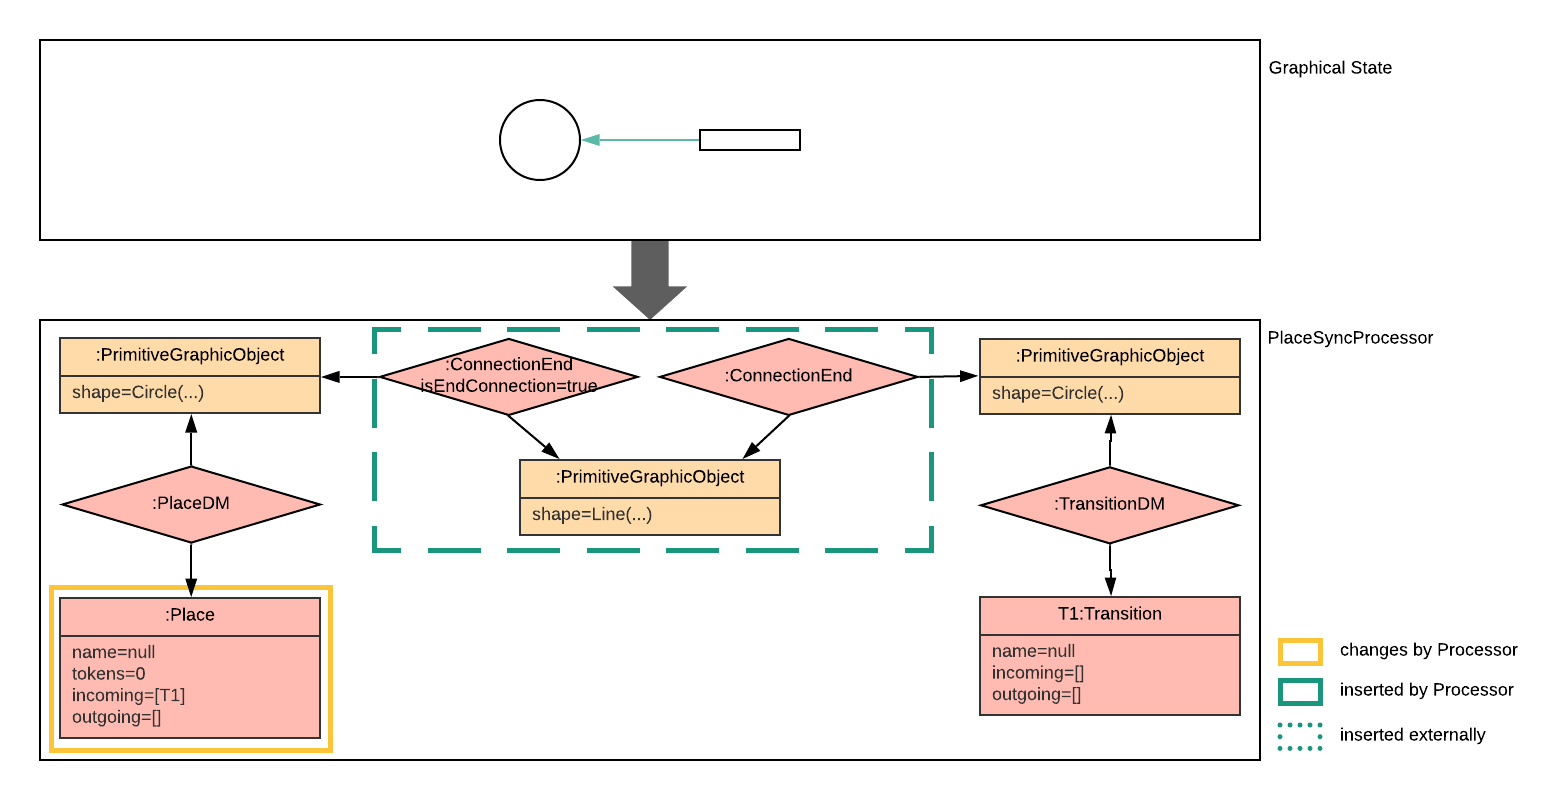 Graphical State
PlaceSyncProcessor
:PrimitiveGraphicObject
shape=Circle(...)
:ConnectionEnd
isEndConnection=true
:ConnectionEnd
:PrimitiveGraphicObject
shape=Circle(...)
:PrimitiveGraphicObject
shape=Line(...)
:PlaceDM
:TransitionDM
:Place
name=null
tokens=0
incoming=[T1]
outgoing=[]
T1:Transition
name=null
incoming=[]
outgoing=[]
changes by Processor
inserted by Processor
inserted externally